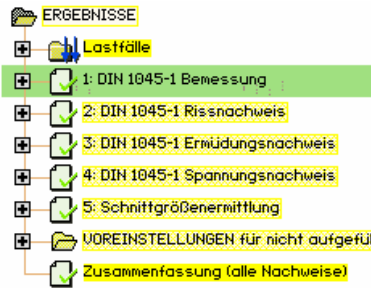 ERGEBNISSE
Lastfälle
1: DIN 1045-1 Bemessung
2: DIN 1045-1 Rissnachweis
3: DIN 1045-1 Ermüdungsnachweis
4: DIN 1045-1 Spannungsnachweis
5: Schnittgrößenermittlung
VOREINSTELLUNGEN für nicht aufgefü
Zusammenfassung (alle Nachweise)